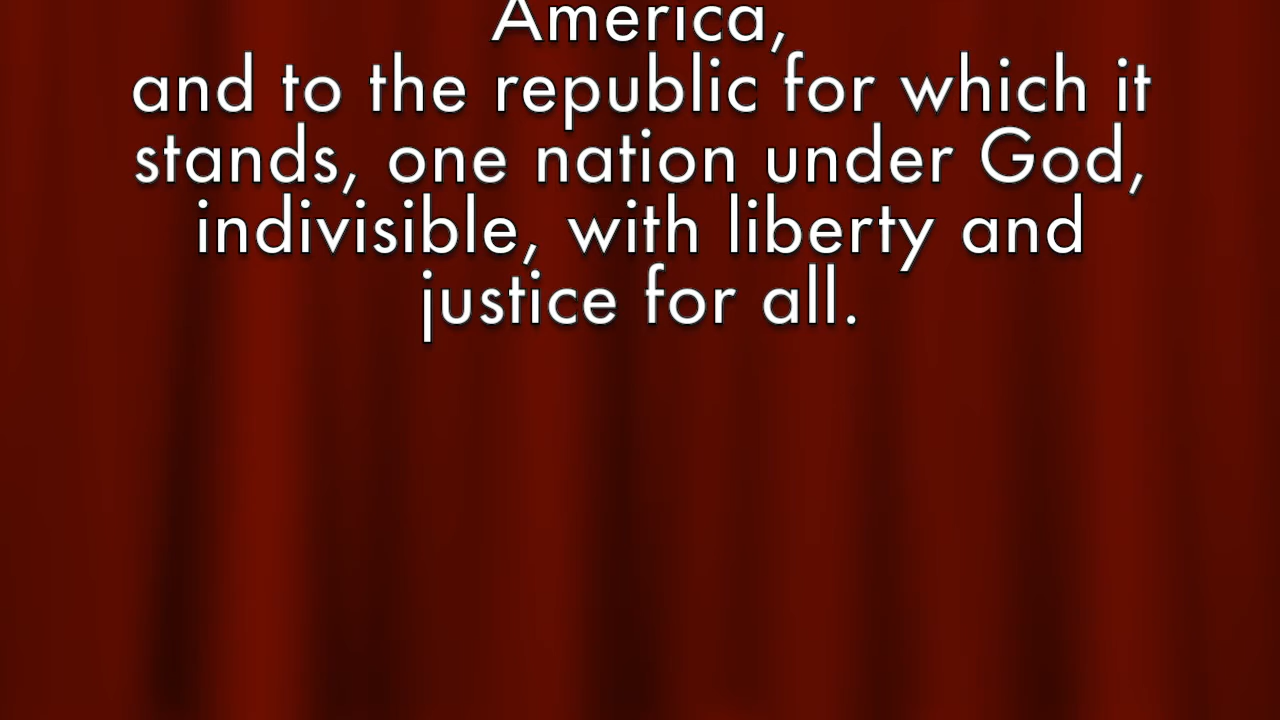 America,
and to the republic for which it
stands, one nation under God,
indivisible, with liberty and
justice for all.